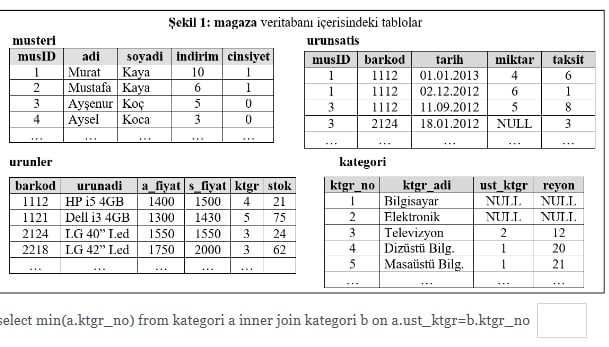 Şekil 1: magaza veritabanı içerisindeki tablolar
musteri
musID adi soyadi indirim cinsiyet
1 Murat Kaya 10 1
2 Mustafa Kaya 6 1
3 Ayşenur Koç 5 0
4 Aysel Koca 3 0
... ... ... ... ...
urunsatis
musID barkod tarih miktar taksit
1 1112 01.01.2013 4 6
1 1112 02.12.2012 6 1
3 1112 11.09.2012 5 8
3 2124 18.01.2012 NULL 3
... ... ... ... ...
urunler
barkod urunadi a_fiyat s_fiyat ktgr stok
1112 HP i5 4GB 1400 1500 4 21
1121 Dell i3 4GB 1300 1430 5 75
2124 LG 40” Led 1550 1550 3 24
2218 LG 42” Led 1750 2000 3 62
... ... ... ... ... ...
kategori
ktgr_no ktgr_adi ust_ktgr reyon
1 Bilgisayar NULL NULL
2 Elektronik NULL NULL
3 Televizyon 2 12
4 Dizüstü Bilg. 1 20
5 Masaüstü Bilg. 1 21
... ... ... ...
select min(a.ktgr_no) from kategori a inner join kategori b on a.ust_ktgr=b.ktgr_no